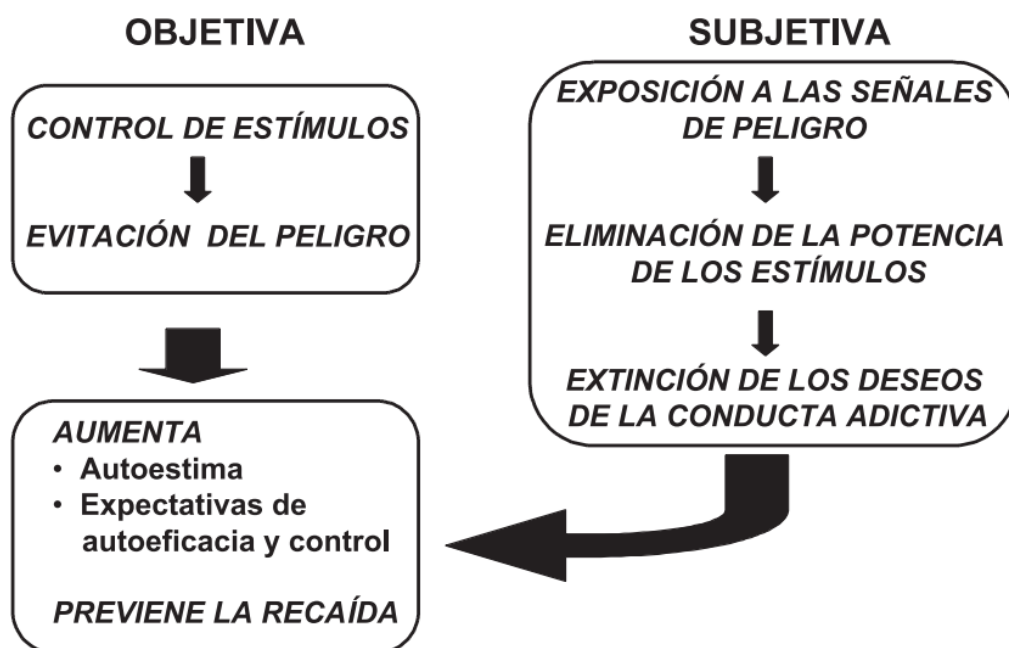 OBJETIVA
CONTROL DE ESTÍMULOS
EVITACIÓN DEL PELIGRO
AUMENTA
• Autoestima
• Expectativas de
autoeficacia y control
PREVIENE LA RECAÍDA
SUBJETIVA
EXPOSICIÓN A LAS SEÑALES
DE PELIGRO
ELIMINACIÓN DE LA POTENCIA
DE LOS ESTÍMULOS
EXTINCIÓN DE LOS DESEOS
DE LA CONDUCTA ADICTIVA